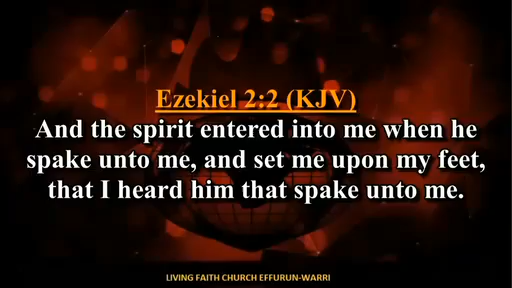 Ezekiel 2:2 (KJV)
And the spirit entered into me when he
spake unto me, and set me upon my feet,
that I heard him that spake unto me.
LIVING FAITH CHURCH EFFURUN-WARRI